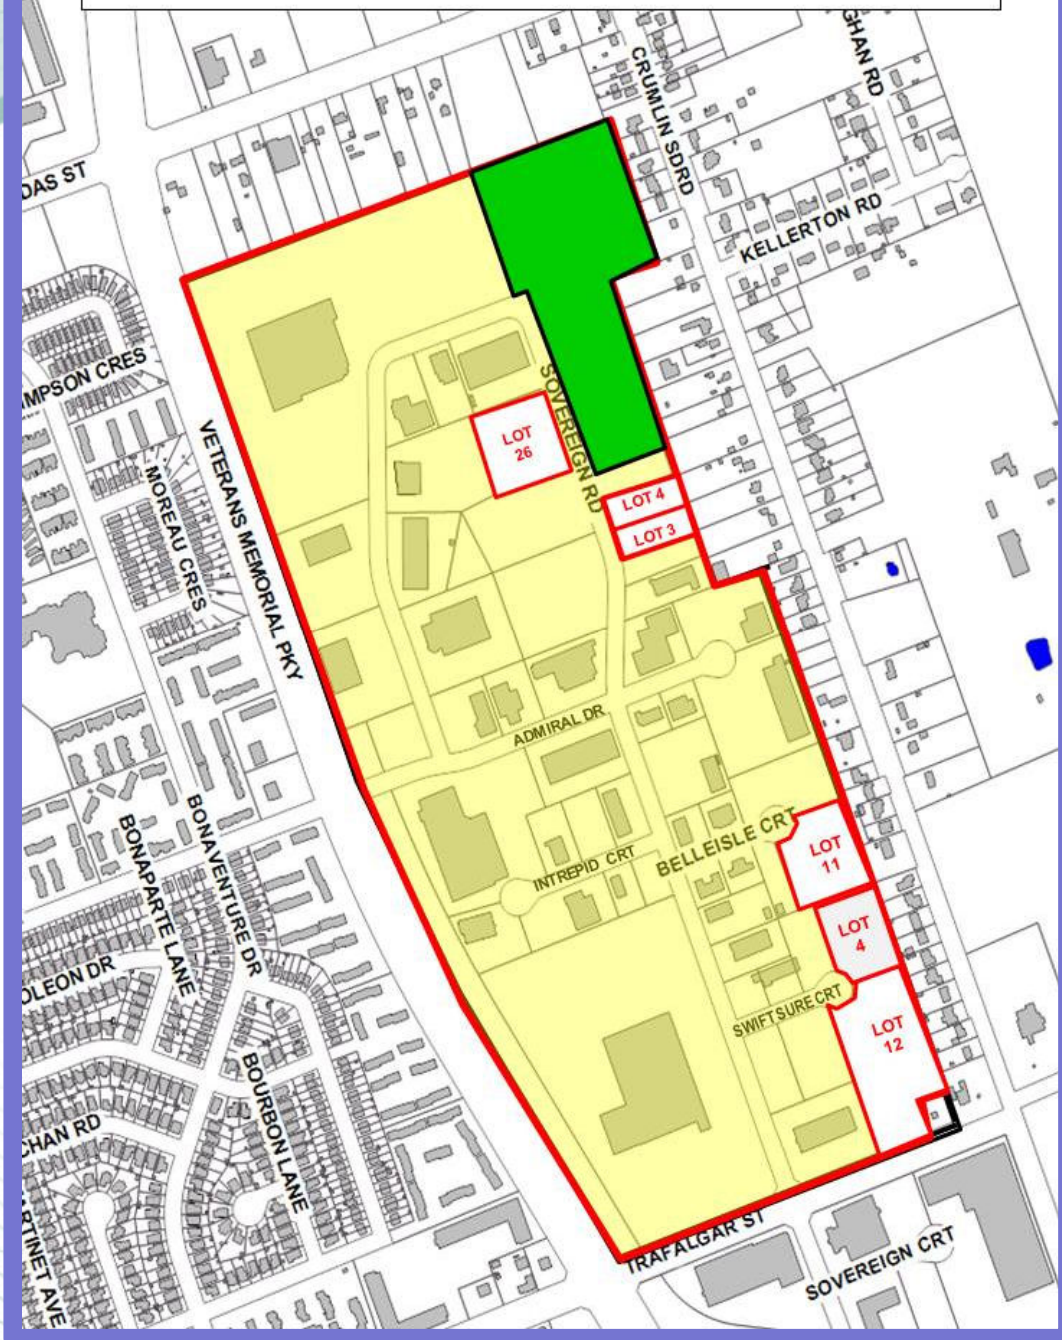 CRUMLIN SDRD
GHAN RD
DAS ST
KELLERTON RD
IMPSON CRES
MOREAU CRES
VETERANS MEMORIAL PKY
SOVEREIGN RD
LOT
26
LOT 4
LOT 3
ADMIRAL DR
BONAVENTURE DR
BONAPARTE LANE
BELLEISLE CRT
INTREPID CRT
LOT
11
LOT
4
OLEON DR
SWIFTSURE CRT
LOT
12
BOURBON LANE
CHAN RD
ARTINET AVE
TRAFALGAR ST
SOVEREIGN CRT